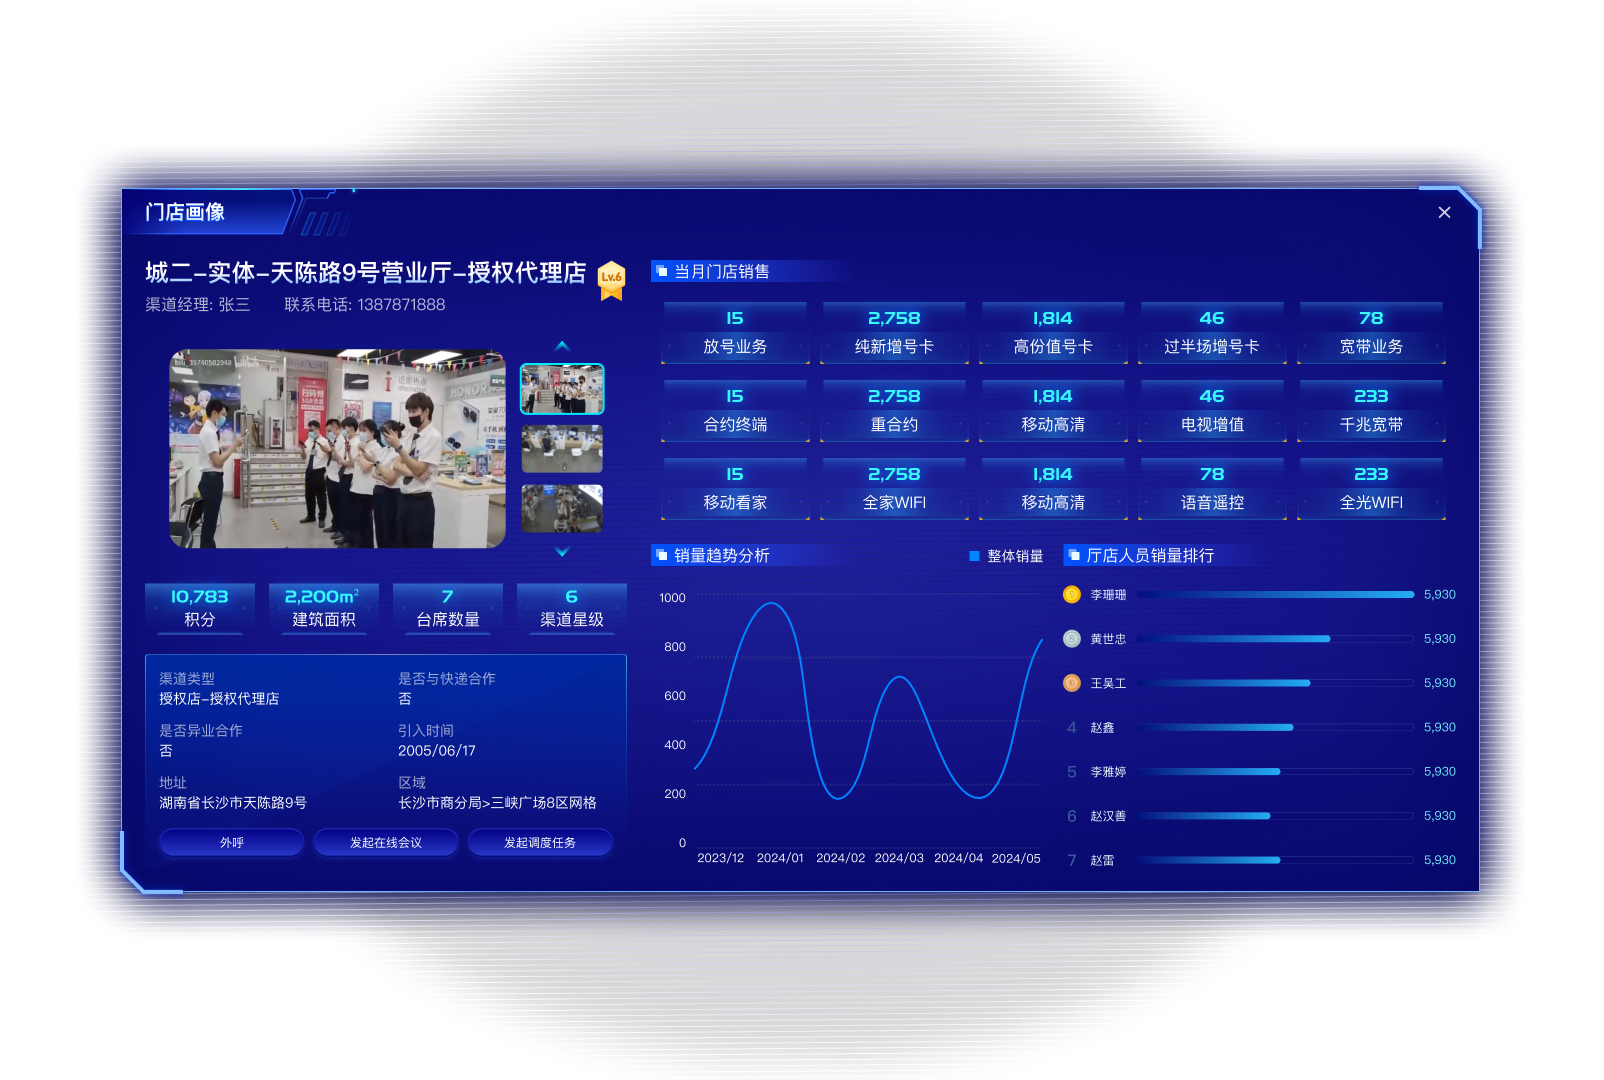 门店画像
城二-实体-天陈路9号营业厅-授权代理店
Lv.6
渠道经理: 张三 联系电话: 1387871888
近期热点
HONOR
扫码领
10,783 积分
2,200m² 建筑面积
7 台席数量
6 渠道星级
渠道类型
授权店-授权代理店
是否与快递合作
否
是否异业合作
否
引入时间
2005/06/17
地址
湖南省长沙市天陈路9号
区域
长沙市商分局>三峡广场8区网格
外呼
发起在线会议
发起调度任务
当月门店销售
15 2,758 1,814 46 78
放号业务 纯新增号卡 高份值号卡 过半场增号卡 宽带业务
15 2,758 1,814 46 233
合约终端 重合约 移动高清 电视增值 千兆宽带
15 2,758 1,814 78 233
移动看家 全家WIFI 移动高清 语音遥控 全光WIFI
销量趋势分析
整体销量
1000
800
600
400
200
0
2023/12 2024/01 2024/02 2024/03 2024/04 2024/05
厅店人员销量排行
李珊珊 5,930
黄世忠 5,930
王吴工 5,930
4 赵鑫 5,930
5 李雅婷 5,930
6 赵汉善 5,930
7 赵雷 5,930